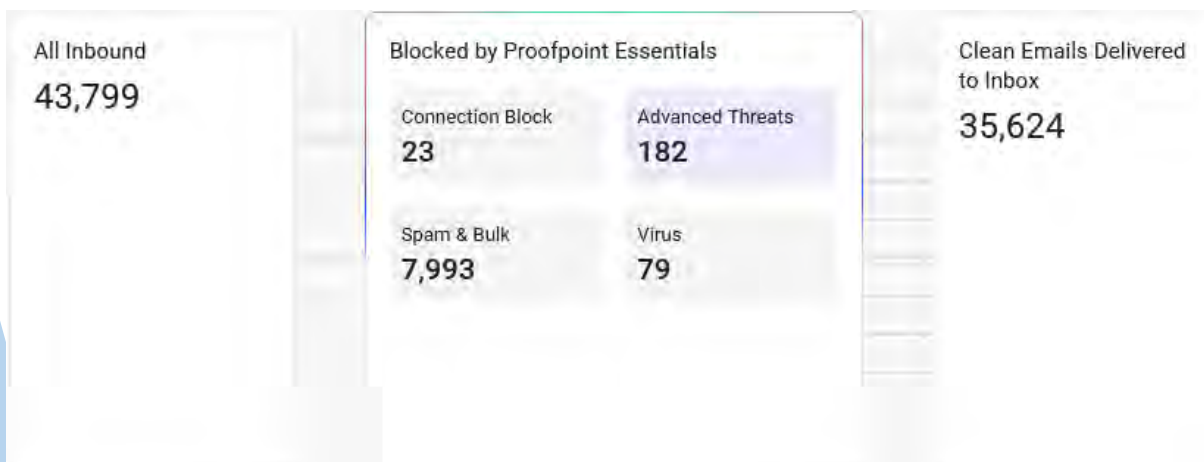 All Inbound
43,799
Blocked by Proofpoint Essentials
Connection Block
23
Advanced Threats
182
Spam & Bulk
7,993
Virus
79
Clean Emails Delivered
to Inbox
35,624